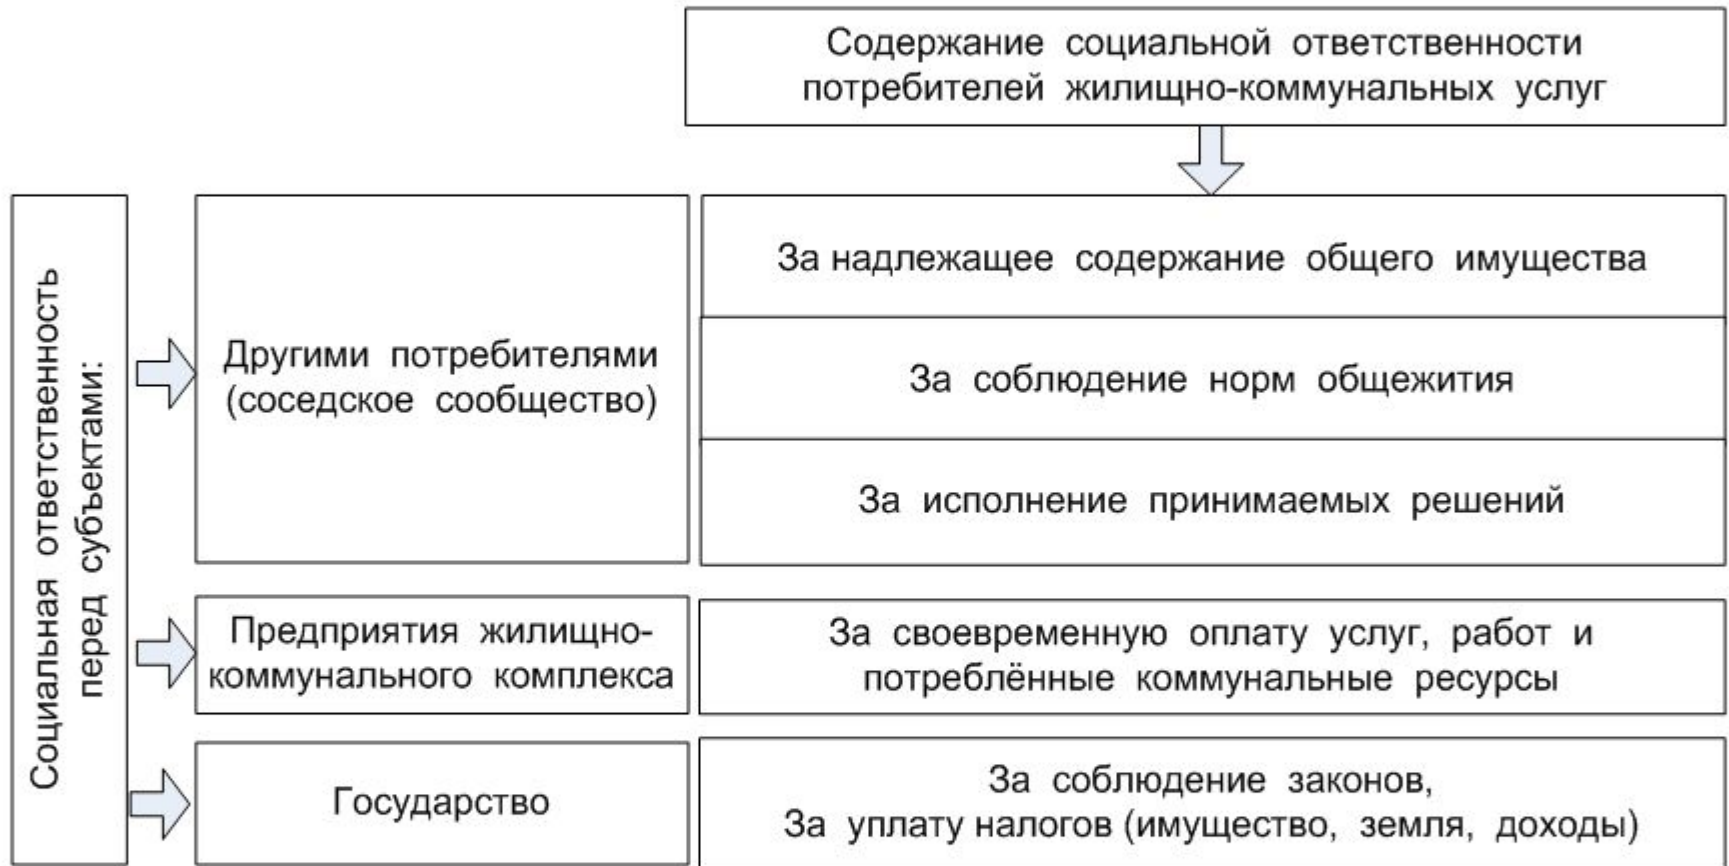 Содержание социальной ответственности
потребителей жилищно-коммунальных услуг
Социальная ответственность
перед субъектами:
Другими потребителями
(соседское сообщество)
За надлежащее содержание общего имущества
За соблюдение норм общежития
За исполнение принимаемых решений
Предприятия жилищно-
коммунального комплекса
За своевременную оплату услуг, работ и
потреблённые коммунальные ресурсы
Государство
За соблюдение законов,
За уплату налогов (имущество, земля, доходы)